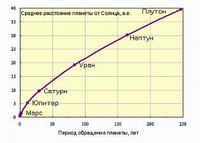 Среднее расстояние планеты от Солнца, а.е.
40
35
30
25
20
15
10
5
0
Плутон
Нептун
Уран
Сатурн
Юпитер
Марс
0
50
100
150
200
250
Период обращения планеты, лет